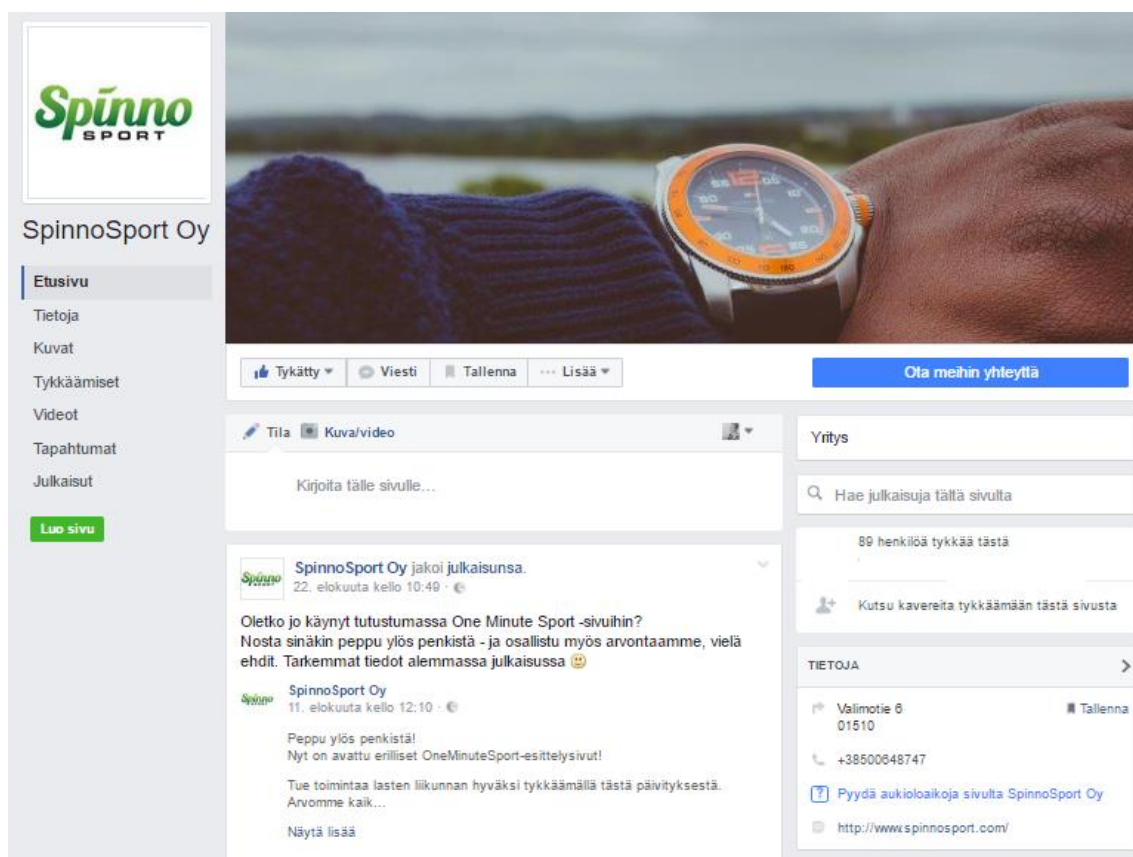 Spinno
SPORT
SpinnoSport Oy
Etusivu
Tietoja
Kuvat
Tykkäämiset
Videot
Tapahtumat
Julkaisut
Luo sivu
Tykätty
Viesti
Tallenna
Lisää
Ota meihin yhteyttä
Tila Kuva/video
Kirjoita tälle sivulle...
SpinnoSport Oy jakoi julkaisunsa.
22. elokuuta kello 10:49 ·
Oletko jo käynyt tutustumassa One Minute Sport -sivuihin?
Nosta sinäkin peppu ylös penkistä - ja osallistu myös arvontaamme, vielä
ehdit. Tarkemmat tiedot alemmassa julkaisussa
SpinnoSport Oy
11. elokuuta kello 12:10 ·
Peppu ylös penkistä!
Nyt on avattu erilliset OneMinuteSport-esittelysivut!
Tue toimintaa lasten liikunnan hyväksi tykkäämällä tästä päivityksestä.
Arvomme kaik...
Näytä lisää
Yritys
Hae julkaisuja tältä sivulta
89 henkilöä tykkää tästä
Kutsu kavereita tykkäämään tästä sivusta
TIETOJA
Valimotie 6
01510
Tallenna
+38500648747
Pyydä aukioloaikoja sivulta SpinnoSport Oy
http://www.spinnosport.com/